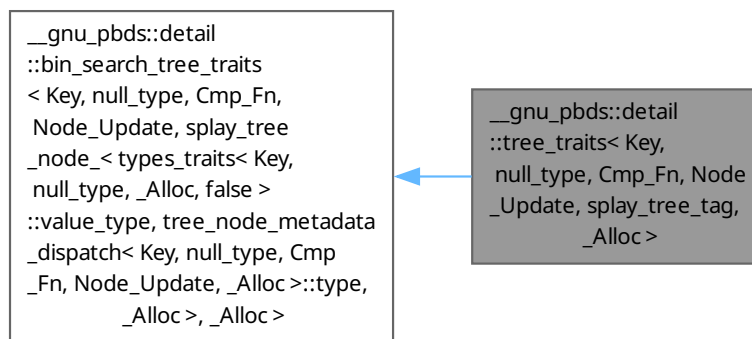 __gnu_pbds::detail
::bin_search_tree_traits
< Key, null_type, Cmp_Fn,
Node_Update, splay_tree
_node_< types_traits< Key,
null_type, _Alloc, false >
::value_type, tree_node_metadata
_dispatch< Key, null_type, Cmp
_Fn, Node_Update, _Alloc >::type,
_Alloc >, _Alloc >
__gnu_pbds::detail
::tree_traits< Key,
null_type, Cmp_Fn, Node
_Update, splay_tree_tag,
_Alloc >